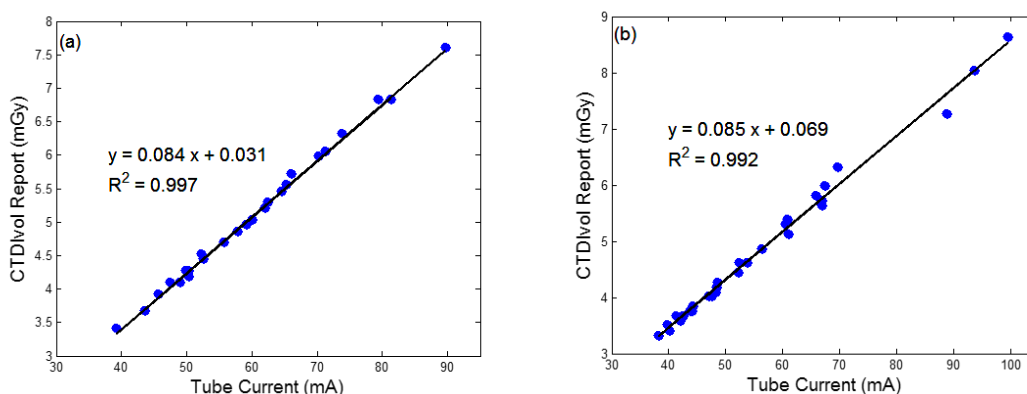 (a)
CTDIvol Report (mGy)
8
7.5
7
6.5
6
5.5
5
4.5
4
3.5
3
y = 0.084 x + 0.031
R² = 0.997
30 40 50 60 70 80 90
Tube Current (mA)
(b)
CTDIvol Report (mGy)
9
8
7
6
5
4
3
y = 0.085 x + 0.069
R² = 0.992
30 40 50 60 70 80 90 100
Tube Current (mA)